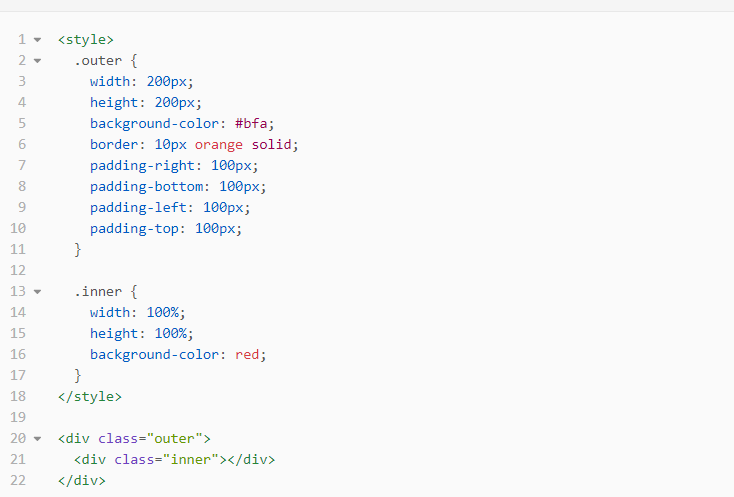 1 <style>
2 .outer {
3 width: 200px;
4 height: 200px;
5 background-color: #bfa;
6 border: 10px orange solid;
7 padding-right: 100px;
8 padding-bottom: 100px;
9 padding-left: 100px;
10 padding-top: 100px;
11 }
12
13 .inner {
14 width: 100%;
15 height: 100%;
16 background-color: red;
17 }
18 </style>
19
20 <div class="outer">
21 <div class="inner"></div>
22 </div>